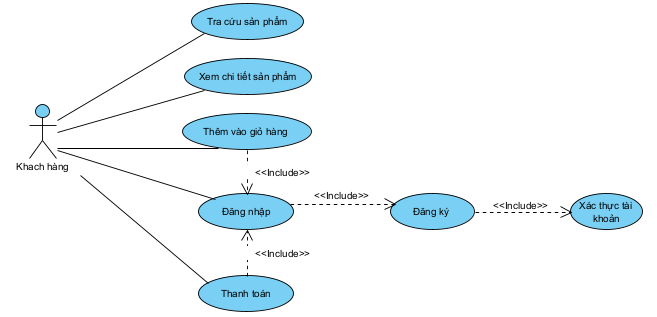 Tra cứu sản phẩm
Xem chi tiết sản phẩm
Thêm vào giỏ hàng
Khach hàng
<<Include>>
<<Include>>
Đăng nhập
Đăng ký
<<Include>>
Xác thực tài
khoản
<<Include>>
Thanh toán